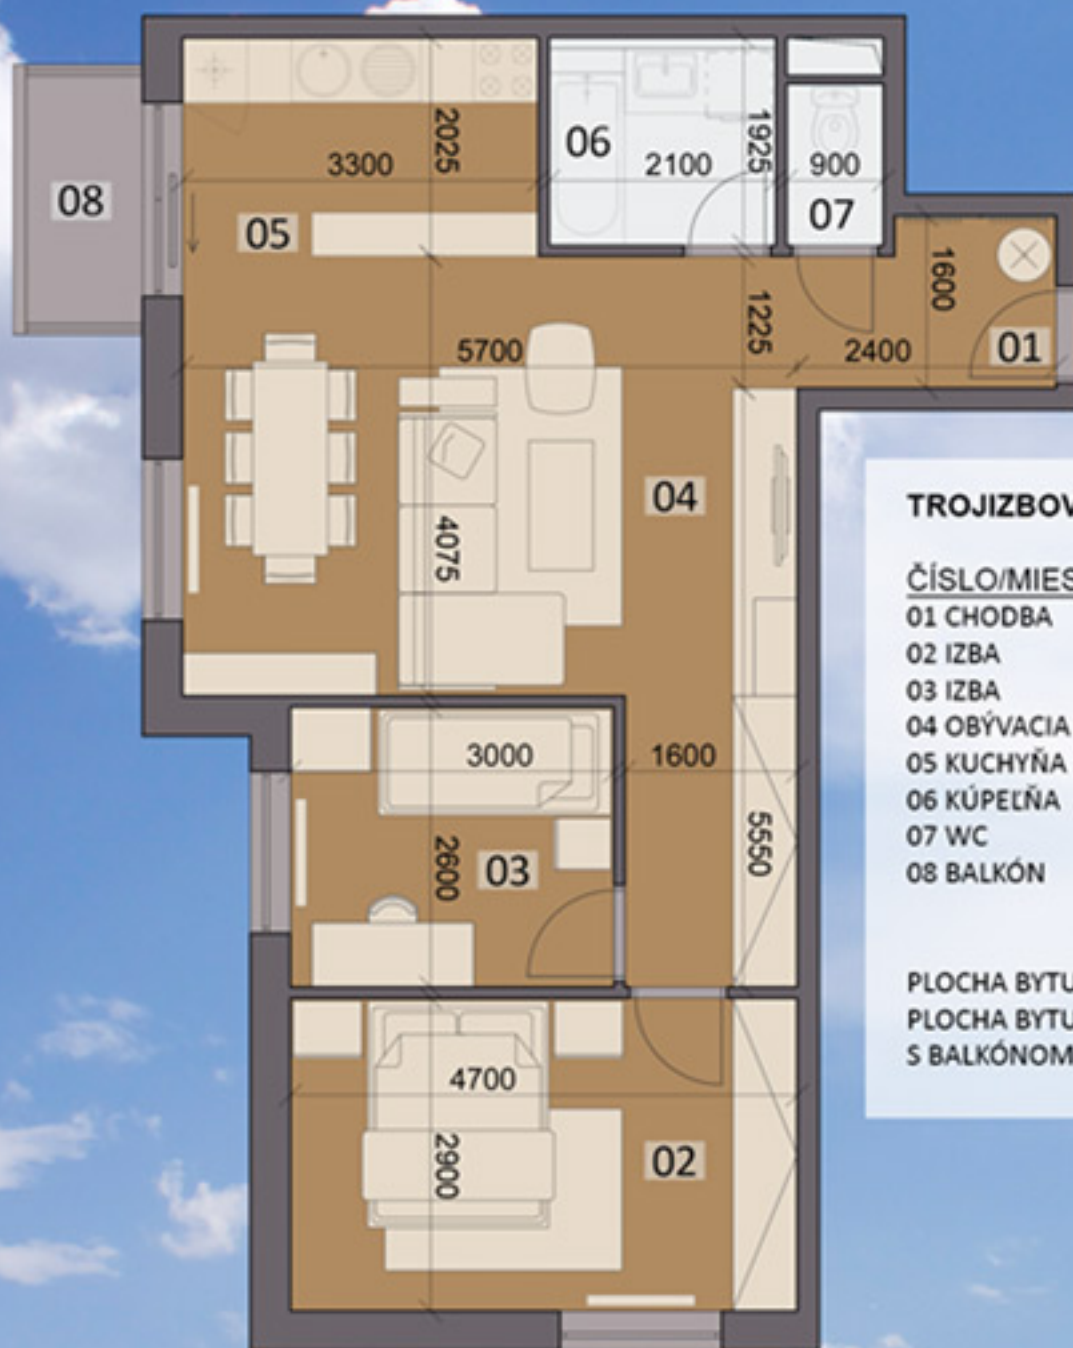 2025
1925
06
3300
2100
900
08
07
05
1600
1225
5700
2400
01
04
4075
3000
1600
2600
03
5550
4700
2900
02
TROJIZBOV
ČÍSLO/MIES
01 CHODBA
02 IZBA
03 IZBA
04 OBÝVACIA
05 KUCHYŇA
06 KÚPEĽŇA
07 WC
08 BALKÓN
PLOCHA BYTU
PLOCHA BYTU
S BALKÓNOM